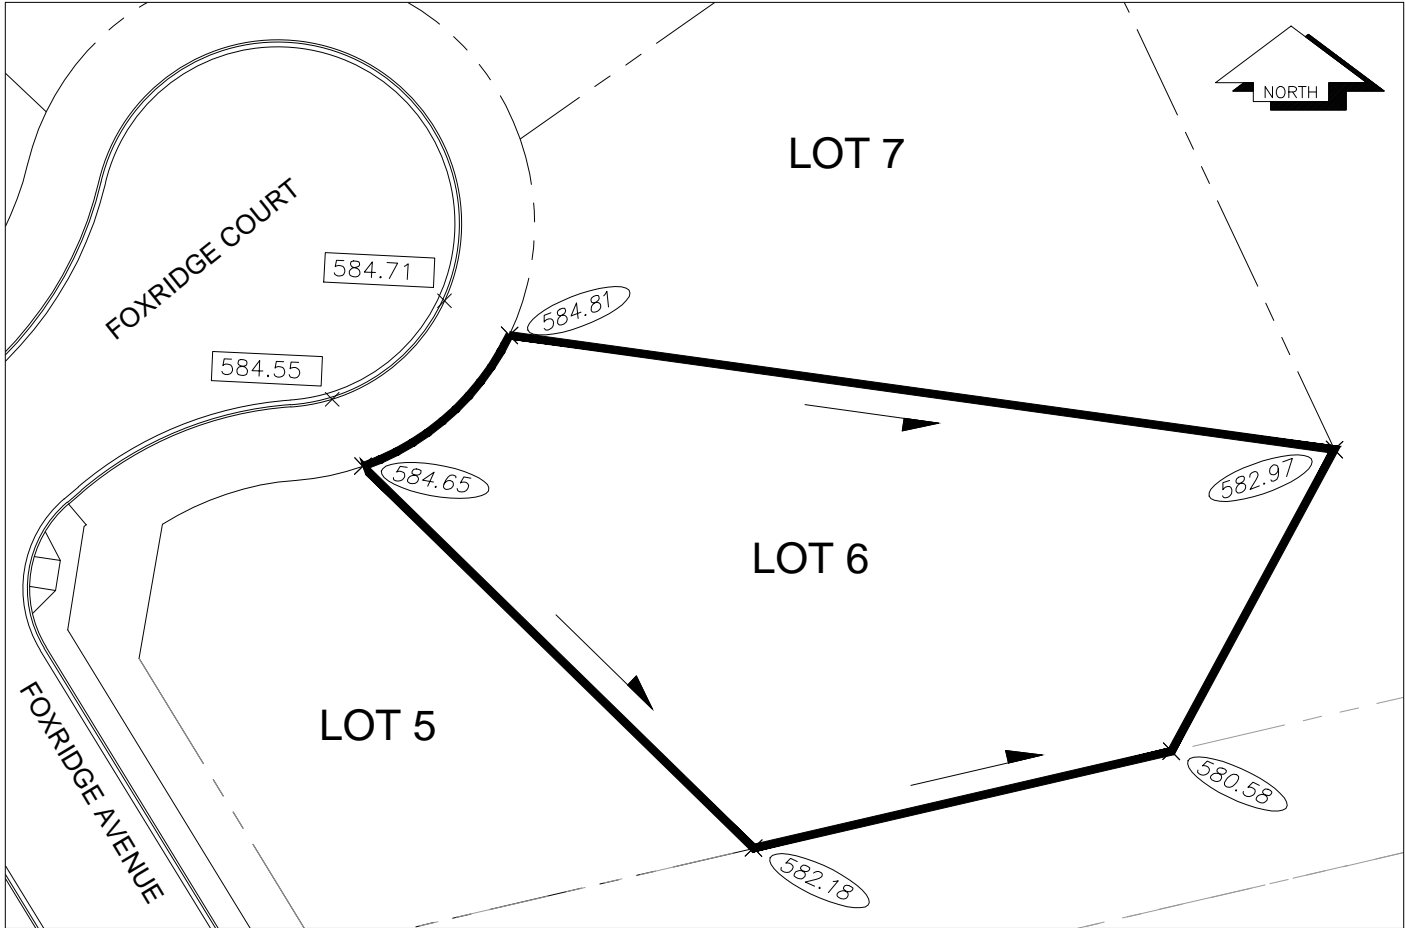 NORTH
LOT 7
FOXRIDGE COURT
584.71
584.81
584.55
584.65
582.97
LOT 6
LOT 5
FOXRIDGE AVENUE
580.58
582.18